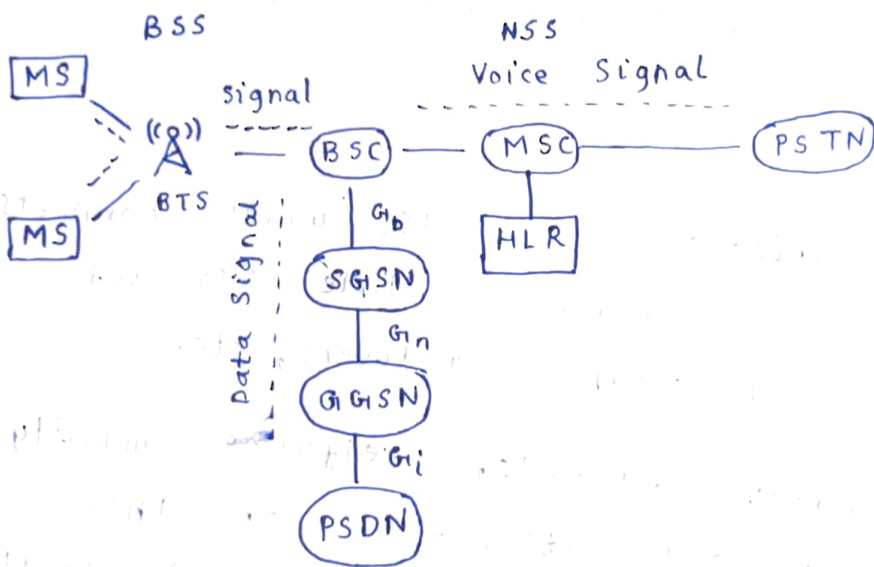 BSS
NSS
MS
Voice Signal
signal
BSC
MSC
PSTN
BTS
MS
Gb
HLR
Data Signal
SGSN
Gn
GGSN
Gi
PSDN